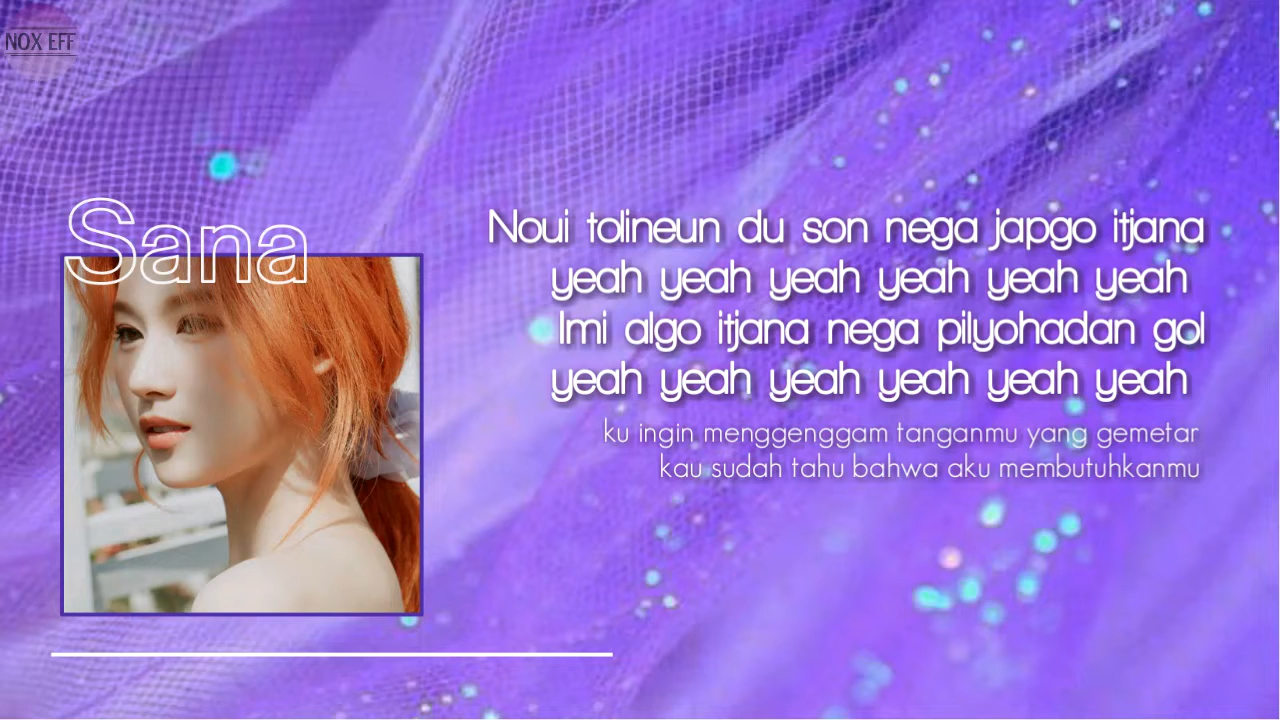 NOX EFF
Sana
Noui tolineun du son nega japgo itjana
yeah yeah yeah yeah yeah yeah
Imi algo itjana nega pilyohadan gol
yeah yeah yeah yeah yeah yeah
ku ingin menggenggam tanganmu yang gemetar
kau sudah tahu bahwa aku membutuhkanmu